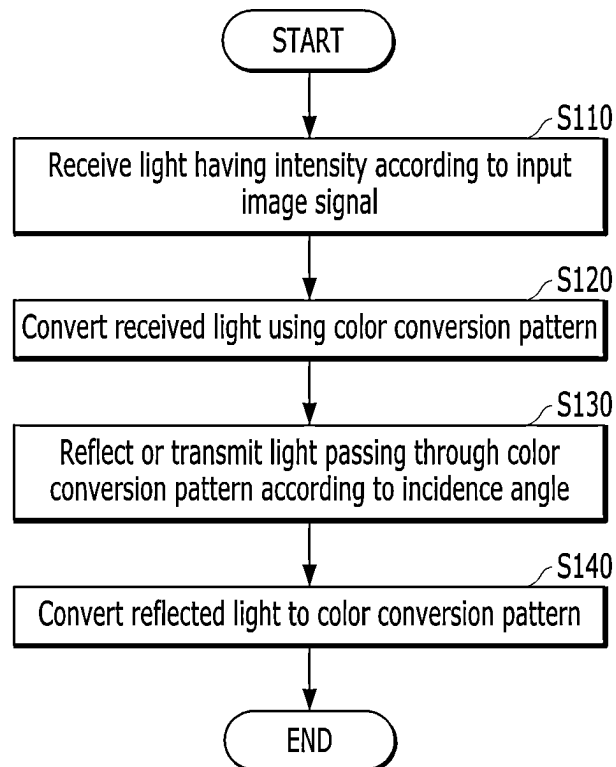 START
S110
Receive light having intensity according to input
image signal
S120
Convert received light using color conversion pattern
S130
Reflect or transmit light passing through color
conversion pattern according to incidence angle
S140
Convert reflected light to color conversion pattern
END